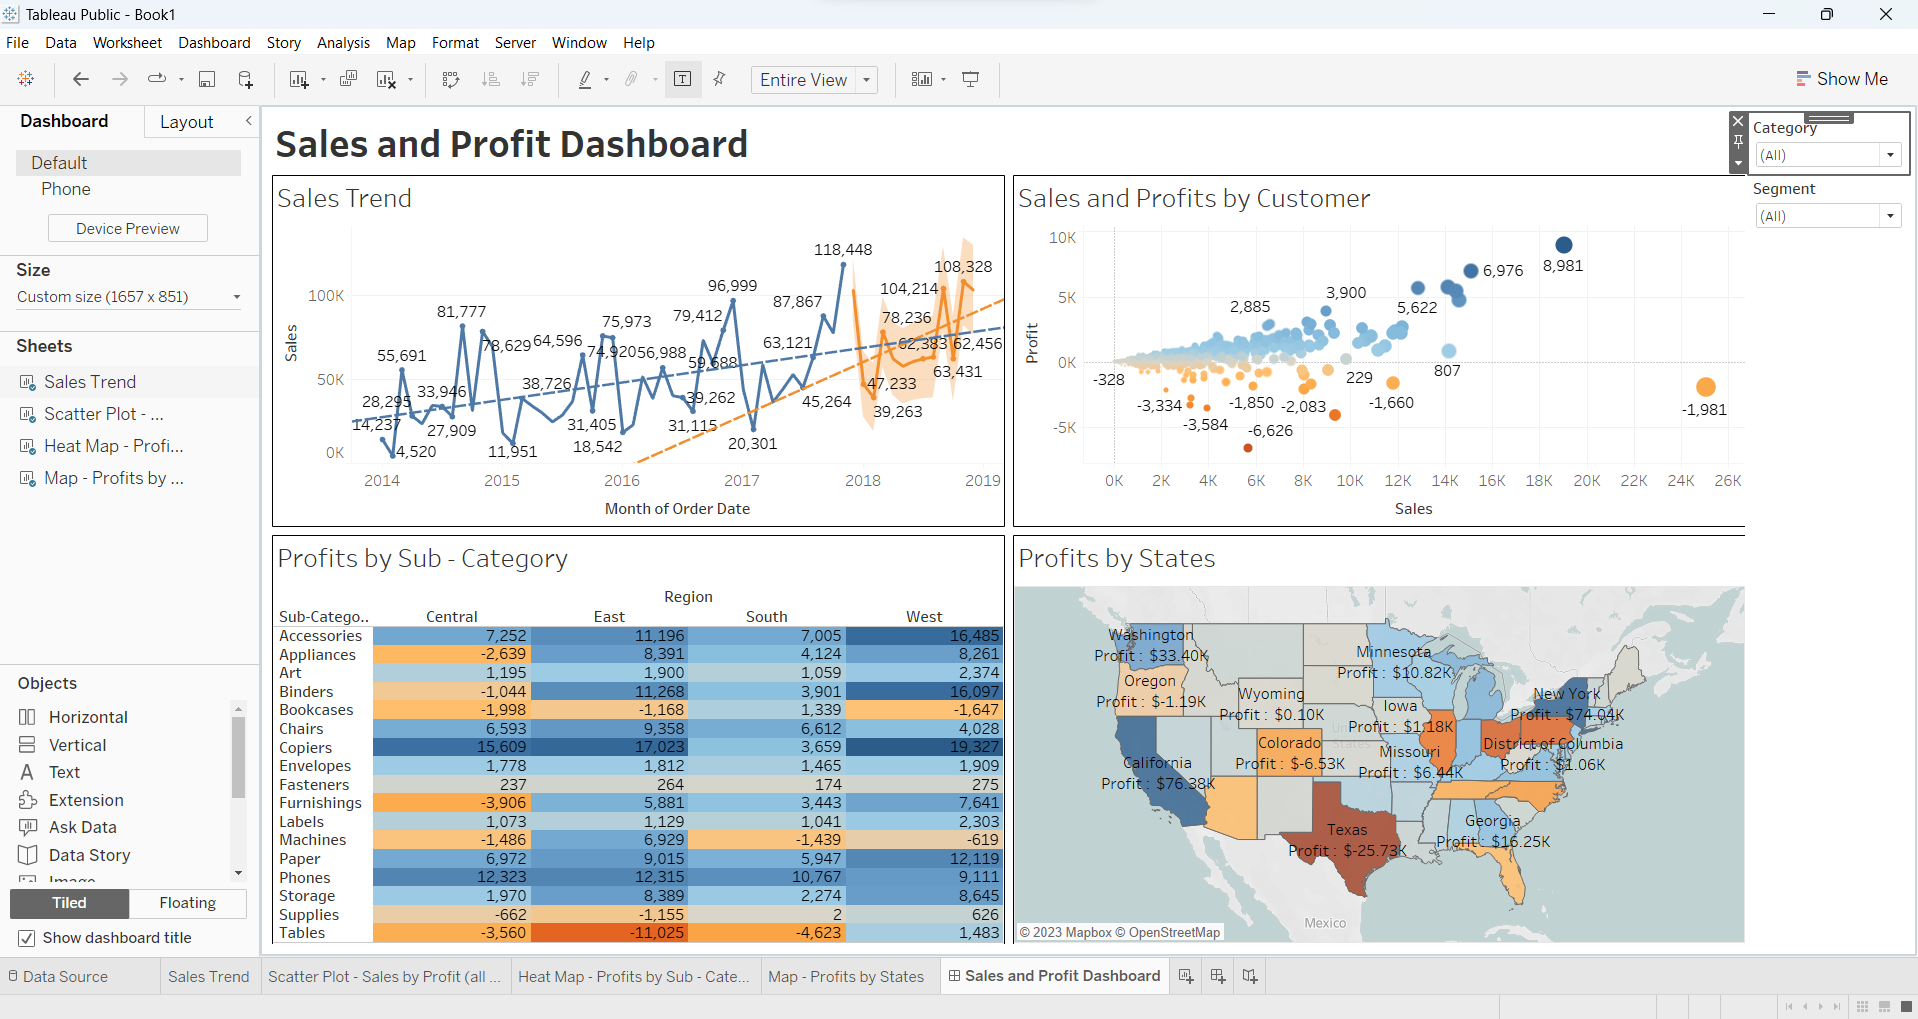 Tableau Public - Book1
File Data Worksheet Dashboard Story Analysis Map Format Server Window Help
Entire View
Show Me
Dashboard
Layout
Default
Phone
Device Preview
Size
Custom size (1657 x 851)
Sheets
Sales Trend
Scatter Plot - ...
Heat Map - Profi...
Map - Profits by ...
Objects
Horizontal
Vertical
Text
Extension
Ask Data
Data Story
Image
Tiled
Floating
Show dashboard title
Sales and Profit Dashboard
Category
(All)
Segment
(All)
Sales Trend
Sales
100K
50K
0K
118,448
108,328
96,999
104,214
87,867
81,777
79,412
75,973
78,236
78,629
64,596
74,920
56,988
59,688
63,121
62,383
62,456
55,691
63,431
38,726
47,233
33,946
28,295
39,262
45,264
39,263
14,237
27,909
31,405
31,115
4,520
11,951
18,542
20,301
2014 2015 2016 2017 2018 2019
Month of Order Date
Sales and Profits by Customer
Profit
10K
5K
0K
-5K
8,981
6,976
3,900
2,885
5,622
-328
229
807
-3,334
-1,850
-2,083
-1,660
-1,981
-3,584
-6,626
0K 2K 4K 6K 8K 10K 12K 14K 16K 18K 20K 22K 24K 26K
Sales
Profits by Sub - Category
Region
Sub-Catego.. Central East South West
Accessories 7,252 11,196 7,005 16,485
Appliances -2,639 8,391 4,124 8,261
Art 1,195 1,900 1,059 2,374
Binders -1,044 11,268 3,901 16,097
Bookcases -1,998 -1,168 1,339 -1,647
Chairs 6,593 9,358 6,612 4,028
Copiers 15,609 17,023 3,659 19,327
Envelopes 1,778 1,812 1,465 1,909
Fasteners 237 264 174 275
Furnishings -3,906 5,881 3,443 7,641
Labels 1,073 1,129 1,041 2,303
Machines -1,486 6,929 -1,439 -619
Paper 6,972 9,015 5,947 12,119
Phones 12,323 12,315 10,767 9,111
Storage 1,970 8,389 2,274 8,645
Supplies -662 -1,155 2 626
Tables -3,560 -11,025 -4,623 1,483
Profits by States
Washington
Profit : $33.40K
Oregon
Profit : $-1.19K
Wyoming
Profit : $0.10K
Minnesota
Profit : $10.82K
Iowa
Profit : $1.18K
New York
Profit : $74.04K
Colorado
Profit : $-6.53K
Missouri
Profit : $6.44K
District of Columbia
Profit : $1.06K
United
States
California
Profit : $76.38K
Texas
Profit : $-25.73K
Georgia
Profit : $16.25K
Mexico
© 2023 Mapbox © OpenStreetMap
Data Source
Sales Trend
Scatter Plot - Sales by Profit (all ...
Heat Map - Profits by Sub - Cate...
Map - Profits by States
Sales and Profit Dashboard